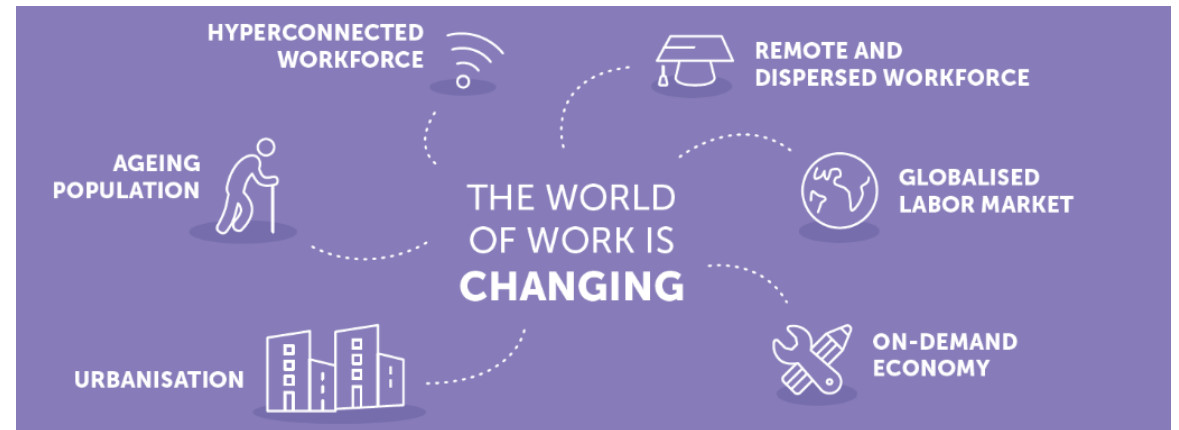 HYPERCONNECTED
WORKFORCE
REMOTE AND
DISPERSED WORKFORCE
AGEING
POPULATION
THE WORLD
OF WORK IS
CHANGING
GLOBALISED
LABOR MARKET
URBANISATION
ON-DEMAND
ECONOMY